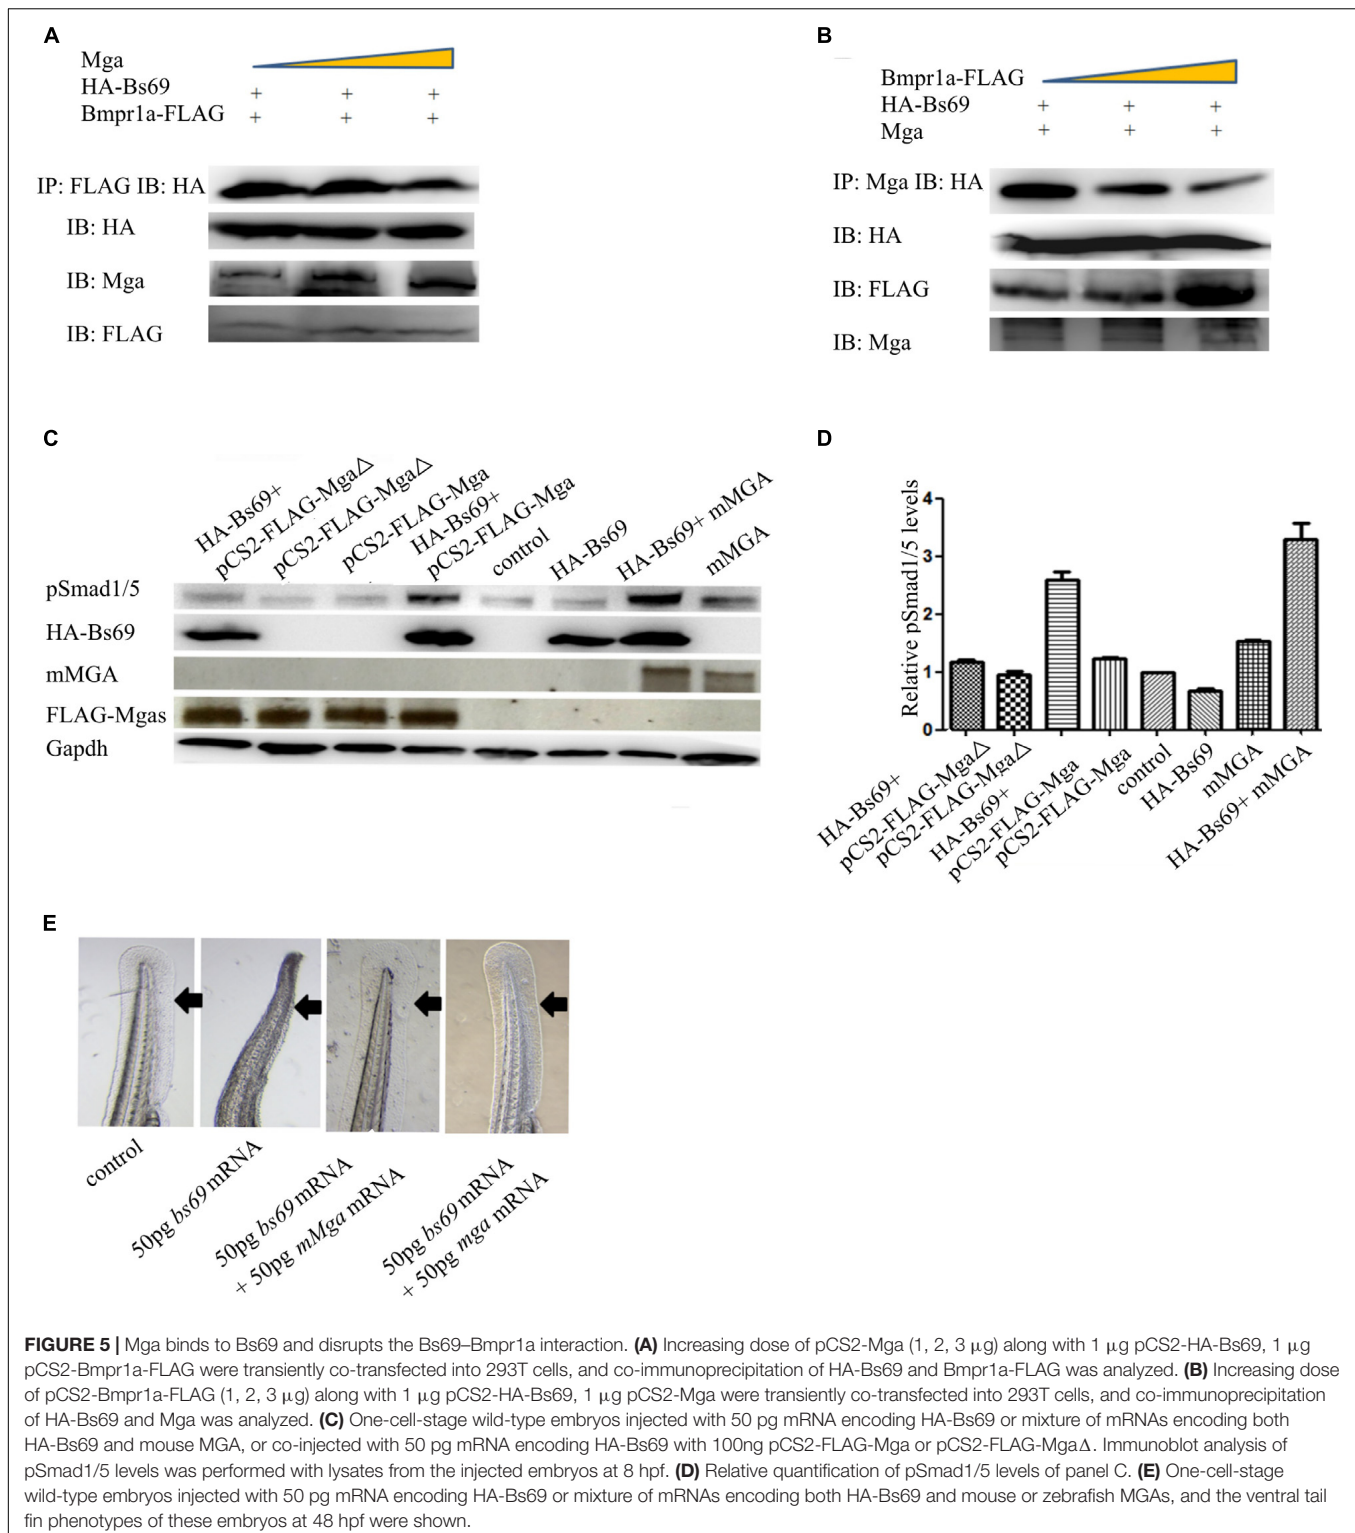 A
Mga
HA-Bs69 + + +
Bmpr1a-FLAG + + +
IP: FLAG IB: HA
IB: HA
IB: Mga
IB: FLAG
B
Bmpr1a-FLAG
HA-Bs69 + + +
Mga + + +
IP: Mga IB: HA
IB: HA
IB: FLAG
IB: Mga
C
HA-Bs69+
pCS2-FLAG-Mga△
pCS2-FLAG-Mga△
pCS2-FLAG-Mga
HA-Bs69+
pCS2-FLAG-Mga
control
HA-Bs69
HA-Bs69+ mMGA
mMGA
pSmad1/5
HA-Bs69
mMGA
FLAG-Mgas
Gapdh
D
Relative pSmad1/5 levels
4
3
2
1
0
HA-Bs69+
pCS2-FLAG-Mga△
pCS2-FLAG-Mga△
HA-Bs69+
pCS2-FLAG-Mga
pCS2-FLAG-Mga
control
HA-Bs69
mMGA
HA-Bs69+ mMGA
E
control
50pg bs69 mRNA
50pg bs69 mRNA
+ 50pg mMga mRNA
50pg bs69 mRNA
+ 50pg mga mRNA
FIGURE 5 | Mga binds to Bs69 and disrupts the Bs69–Bmpr1a interaction. (A) Increasing dose of pCS2-Mga (1, 2, 3 μg) along with 1 μg pCS2-HA-Bs69, 1 μg
pCS2-Bmpr1a-FLAG were transiently co-transfected into 293T cells, and co-immunoprecipitation of HA-Bs69 and Bmpr1a-FLAG was analyzed. (B) Increasing dose
of pCS2-Bmpr1a-FLAG (1, 2, 3 μg) along with 1 μg pCS2-HA-Bs69, 1 μg pCS2-Mga were transiently co-transfected into 293T cells, and co-immunoprecipitation
of HA-Bs69 and Mga was analyzed. (C) One-cell-stage wild-type embryos injected with 50 pg mRNA encoding HA-Bs69 or mixture of mRNAs encoding both
HA-Bs69 and mouse MGA, or co-injected with 50 pg mRNA encoding HA-Bs69 with 100ng pCS2-FLAG-Mga or pCS2-FLAG-MgaΔ. Immunoblot analysis of
pSmad1/5 levels was performed with lysates from the injected embryos at 8 hpf. (D) Relative quantification of pSmad1/5 levels of panel C. (E) One-cell-stage
wild-type embryos injected with 50 pg mRNA encoding HA-Bs69 or mixture of mRNAs encoding both HA-Bs69 and mouse or zebrafish MGAs, and the ventral tail
fin phenotypes of these embryos at 48 hpf were shown.